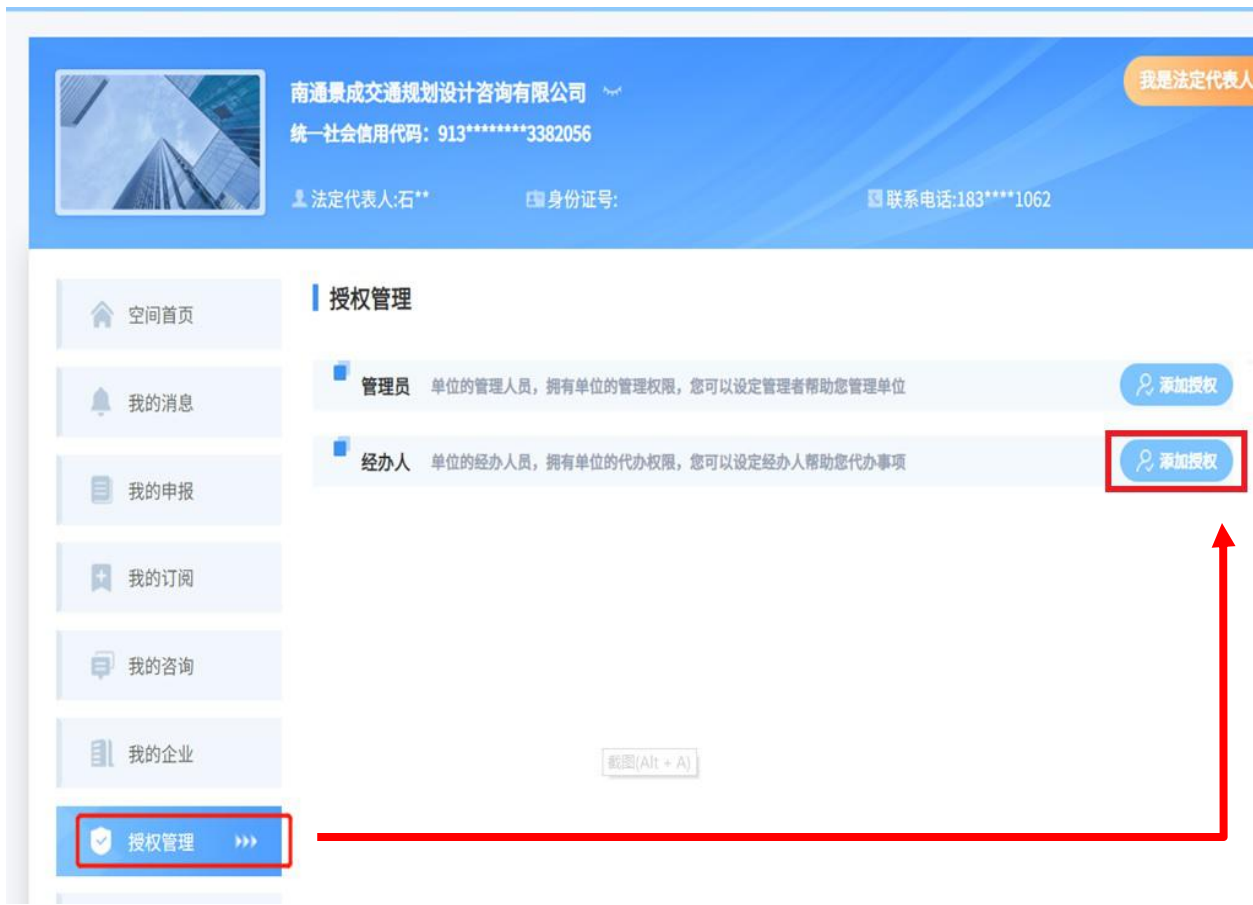 我是法定代表人
南通景成交通规划设计咨询有限公司
统一社会信用代码：913********3382056
法定代表人:石**
身份证号:
联系电话:183****1062
空间首页
我的消息
我的申报
我的订阅
我的咨询
我的企业
授权管理
授权管理
管理员 单位的管理人员，拥有单位的管理权限，您可以设定管理者帮助您管理单位 添加授权
经办人 单位的经办人员，拥有单位的代办权限，您可以设定经办人帮助您代办事项 添加授权
截图(Alt + A)